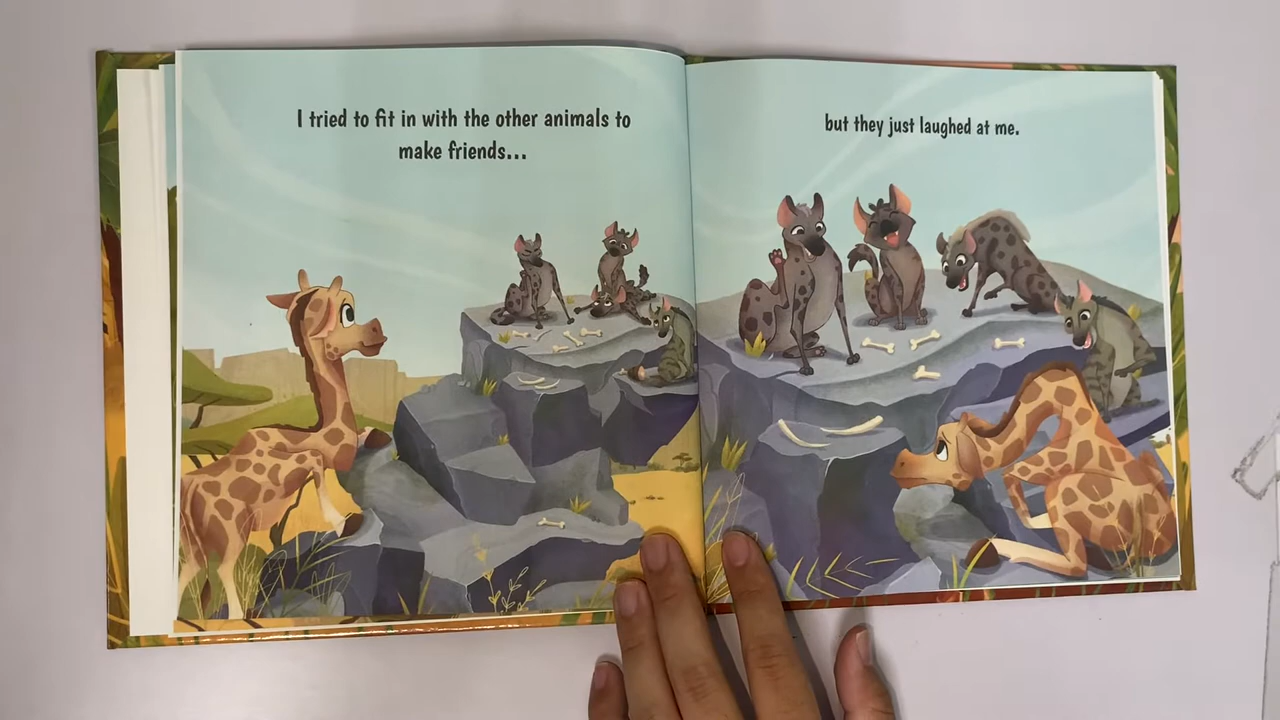 I tried to fit in with the other animals to
make friends...
but they just laughed at me.